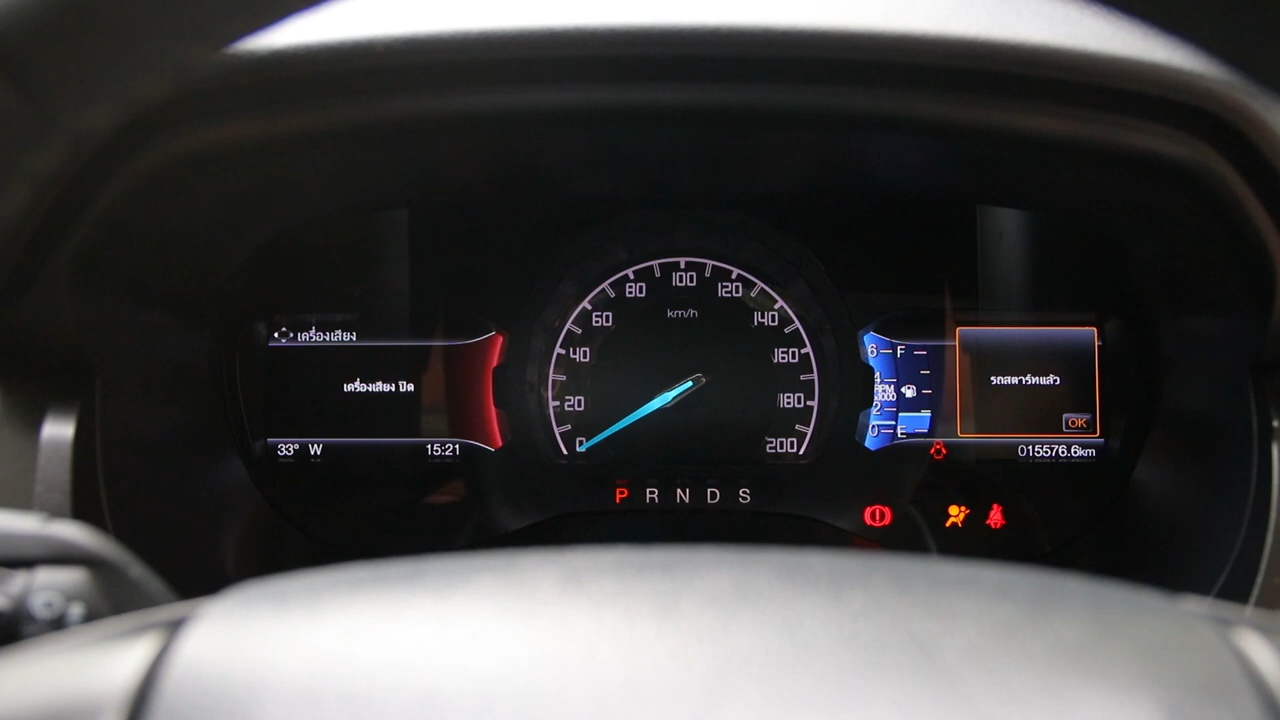 เครื่องเสียง
เครื่องเสียง ปิด
33° W 15:21
0 20 40 60 80 100 120 140 160 180 200
km/h
P R N D S
6 4 2 0
RPM
x1000
F
E
รถสตาร์ทแล้ว
OK
015576.6km